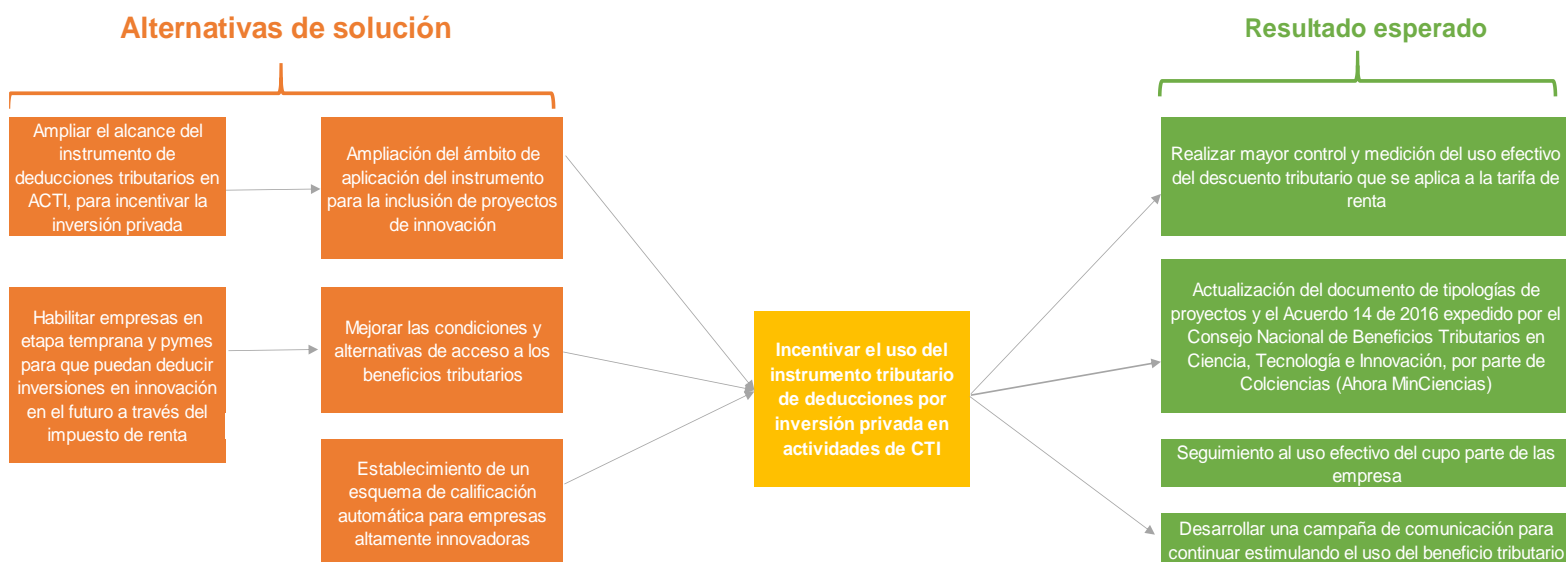 Alternativas de solución
Resultado esperado
Ampliar el alcance del
instrumento de
deducciones tributarios en
ACTI, para incentivar la
inversión privada
Ampliación del ámbito de
aplicación del instrumento
para la inclusión de proyectos
de innovación
Habilitar empresas en
etapa temprana y pymes
para que puedan deducir
inversiones en innovación
en el futuro a través del
impuesto de renta
Mejorar las condiciones y
alternativas de acceso a los
beneficios tributarios
Establecimiento de un
esquema de calificación
automática para empresas
altamente innovadoras
Incentivar el uso del
instrumento tributario
de deducciones por
inversión privada en
actividades de CTI
Realizar mayor control y medición del uso efectivo
del descuento tributario que se aplica a la tarifa de
renta
Actualización del documento de tipologías de
proyectos y el Acuerdo 14 de 2016 expedido por el
Consejo Nacional de Beneficios Tributarios en
Ciencia, Tecnología e Innovación, por parte de
Colciencias (Ahora MinCiencias)
Seguimiento al uso efectivo del cupo parte de las
empresa
Desarrollar una campaña de comunicación para
continuar estimulando el uso del beneficio tributario